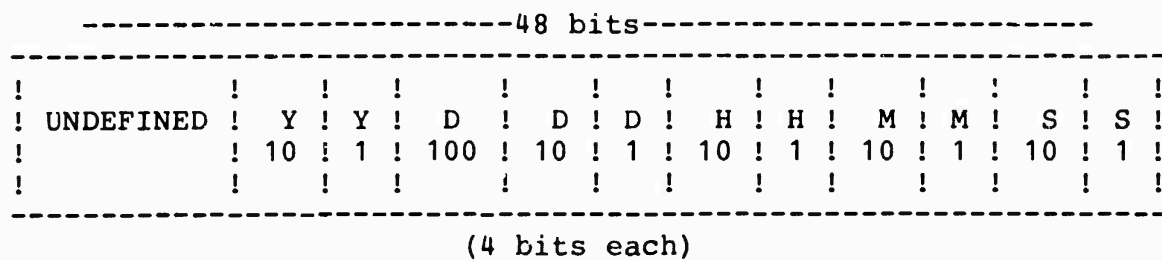 --------------------------48 bits---------------------------
----------------------------------------------------------------------
!           !    !   !     !    !   !    !   !    !   !    !   !
! UNDEFINED ! Y ! Y ! D ! D ! D ! H ! H ! M ! M ! S ! S !
!           ! 10 ! 1 ! 100 ! 10 ! 1 ! 10 ! 1 ! 10 ! 1 ! 10 ! 1 !
!           !    !   !     !    !   !    !   !    !   !    !   !
----------------------------------------------------------------------
(4 bits each)